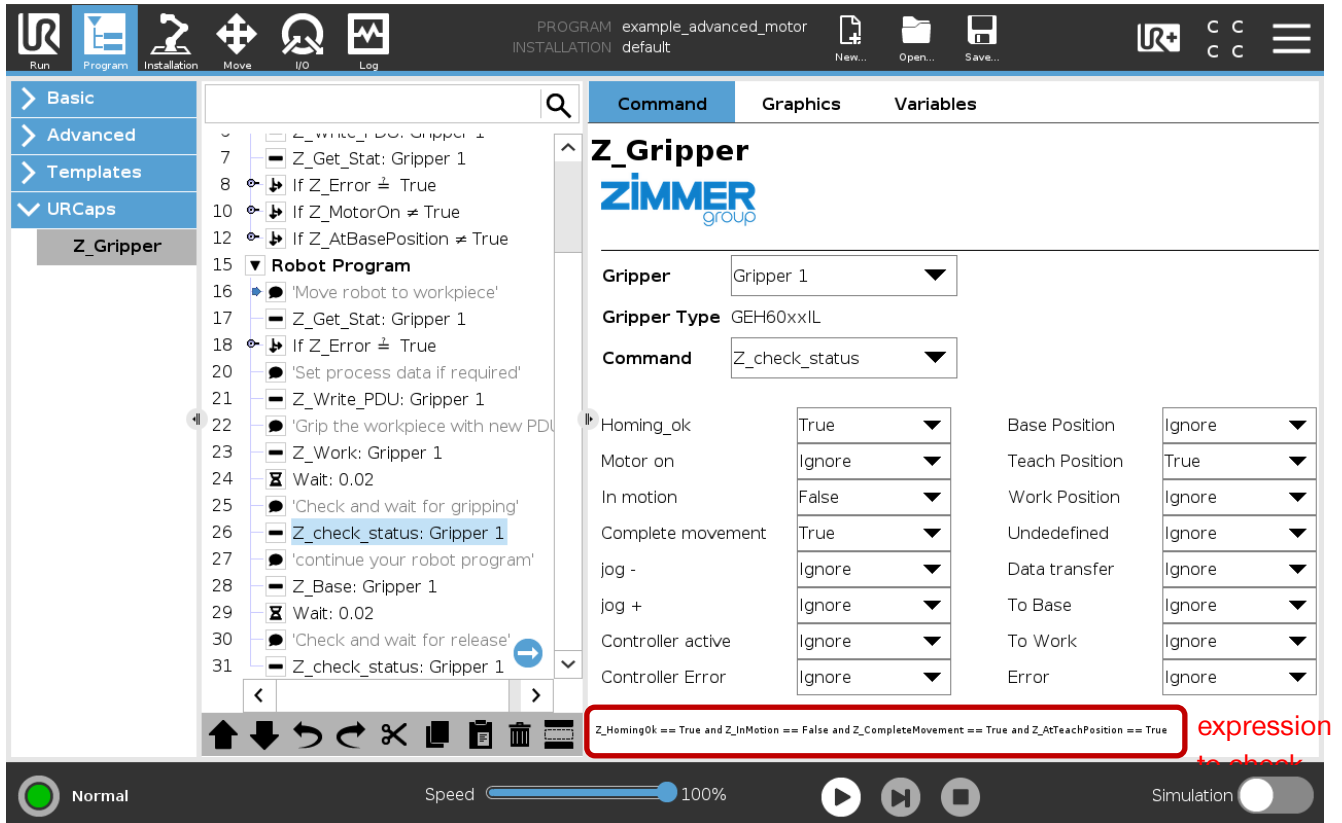 PROGRAM example_advanced_motor
INSTALLATION default
Run Program Installation Move I/O Log
New... Open... Save...
UR+
C C
C C
Basic
Advanced
Templates
URCaps
Z_Gripper
6 Z_Write_PDU: Gripper 1
7 Z_Get_Stat: Gripper 1
8 If Z_Error ≟ True
10 If Z_MotorOn ≠ True
12 If Z_AtBasePosition ≠ True
15 Robot Program
16 'Move robot to workpiece'
17 Z_Get_Stat: Gripper 1
18 If Z_Error ≟ True
20 'Set process data if required'
21 Z_Write_PDU: Gripper 1
22 'Grip the workpiece with new PDU
23 Z_Work: Gripper 1
24 Wait: 0.02
25 'Check and wait for gripping'
26 Z_check_status: Gripper 1
27 'continue your robot program'
28 Z_Base: Gripper 1
29 Wait: 0.02
30 'Check and wait for release'
31 Z_check_status: Gripper 1
Command Graphics Variables
Z_Gripper
ZIMMER
group
Gripper Gripper 1
Gripper Type GEH60xxIL
Command Z_check_status
Homing_ok True Base Position Ignore
Motor on Ignore Teach Position True
In motion False Work Position Ignore
Complete movement True Undedefined Ignore
jog - Ignore Data transfer Ignore
jog + Ignore To Base Ignore
Controller active Ignore To Work Ignore
Controller Error Ignore Error Ignore
Z_HomingOk == True and Z_InMotion == False and Z_CompleteMovement == True and Z_AtTeachPosition == True
expression
to check
Normal
Speed 100%
Simulation